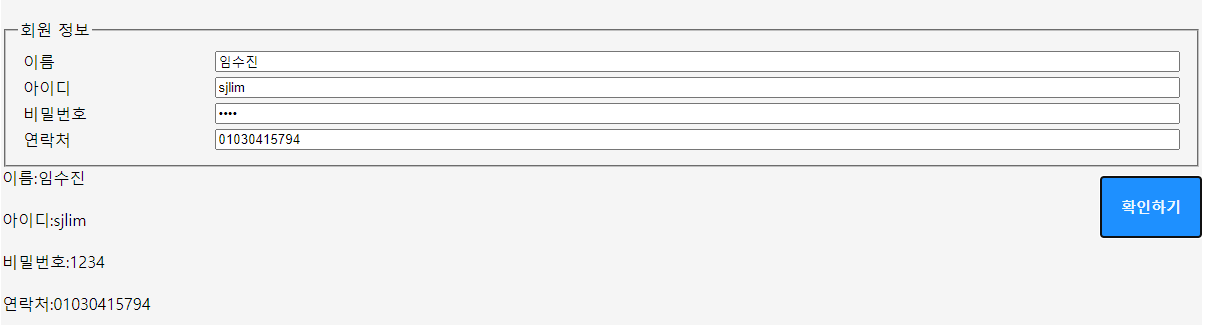 회원 정보
이름 임수진
아이디 sjlim
비밀번호 ••••
연락처 01030415794
이름:임수진
확인하기
아이디:sjlim
비밀번호:1234
연락처:01030415794